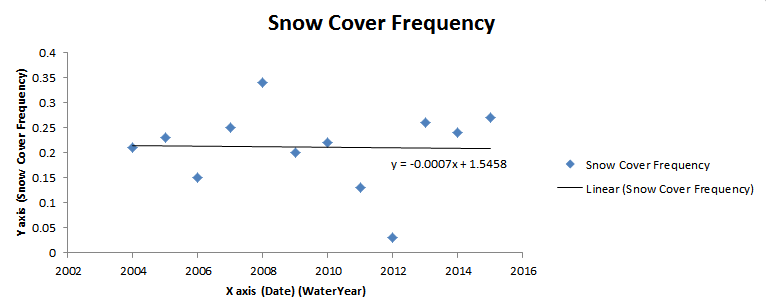 Snow Cover Frequency
Y axis (Snow Cover Frequency)
0.4
0.35
0.3
0.25
0.2
0.15
0.1
0.05
0
y = -0.0007x + 1.5458
2002 2004 2006 2008 2010 2012 2014 2016
X axis (Date) (WaterYear)
Snow Cover Frequency
Linear (Snow Cover Frequency)